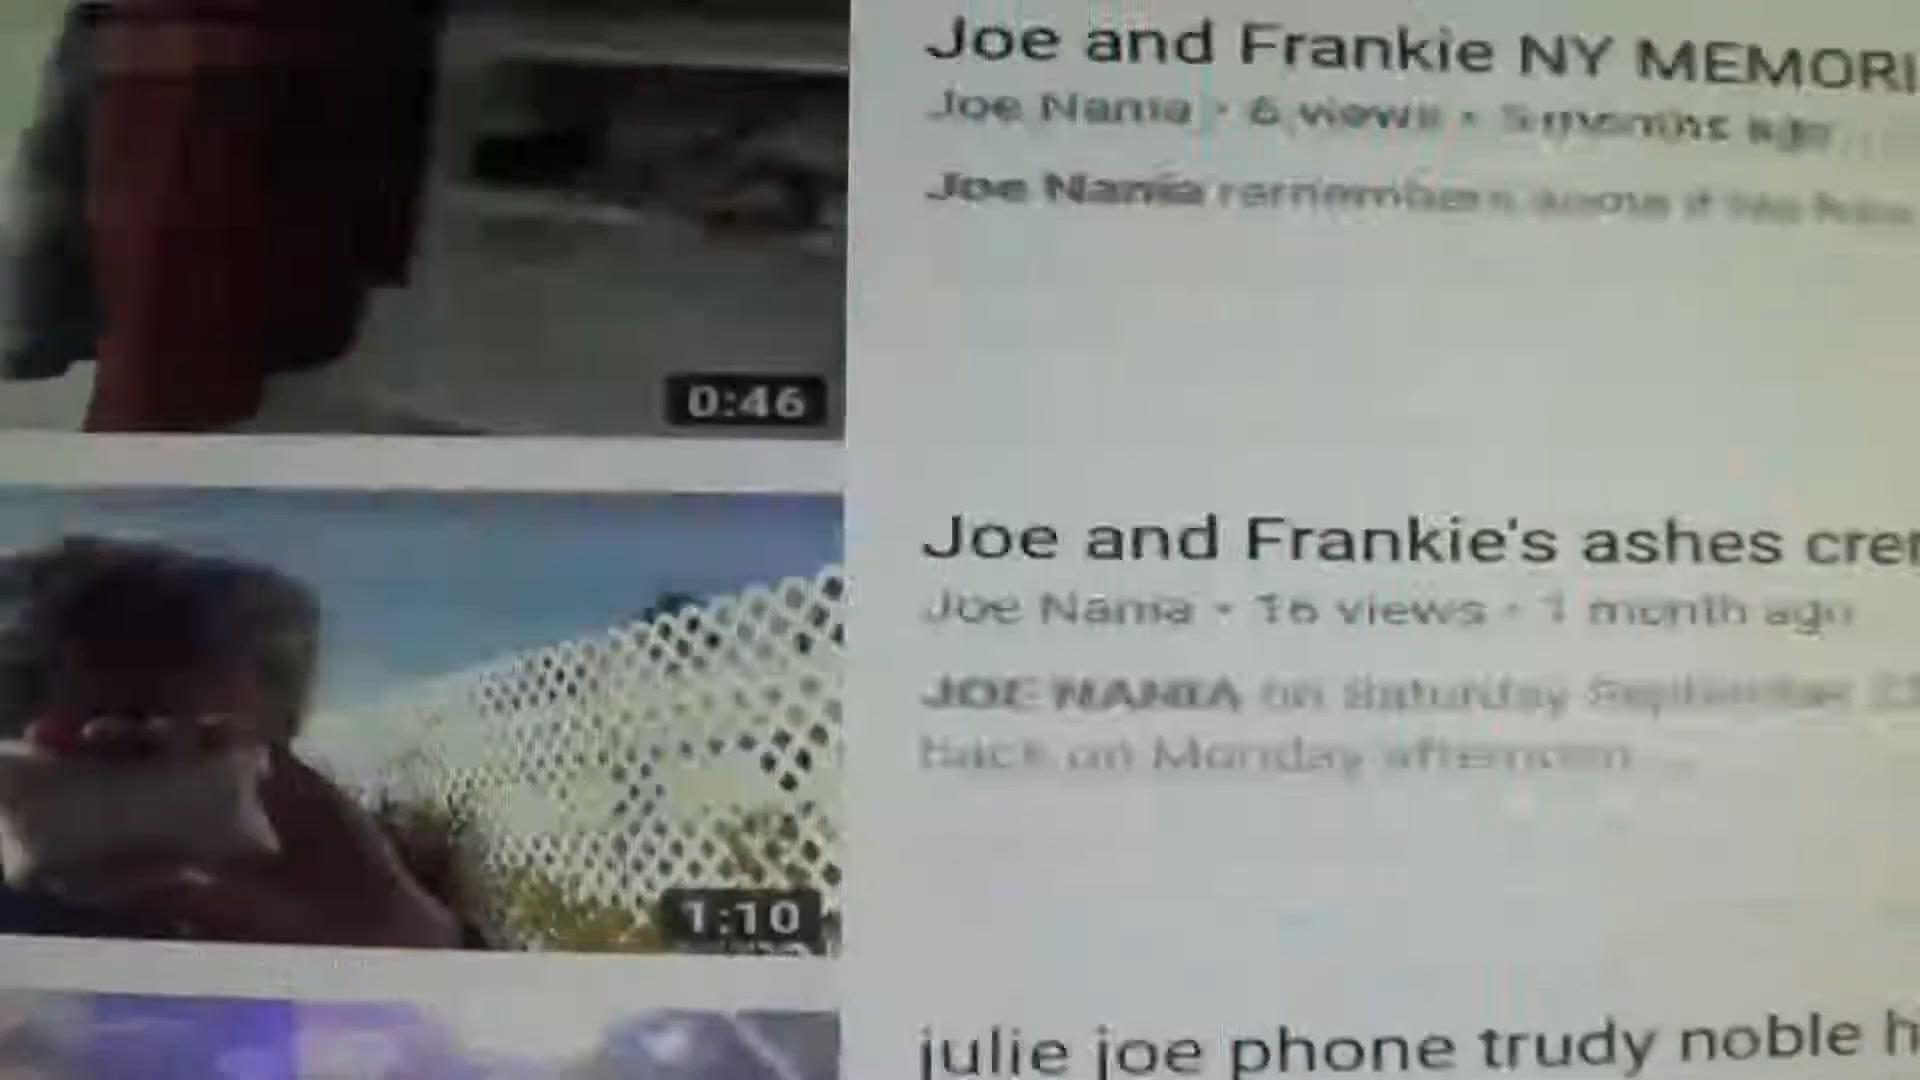 Joe and Frankie NY MEMORI
Joe Nania • 6 views • 5 months ago
Joe Nania remembers some
0:46
Joe and Frankie's ashes crem
Joe Nania • 16 views • 1 month ago
JOE NANIA on Saturday September
back on Monday afternoon ...
1:10
julie joe phone trudy noble h